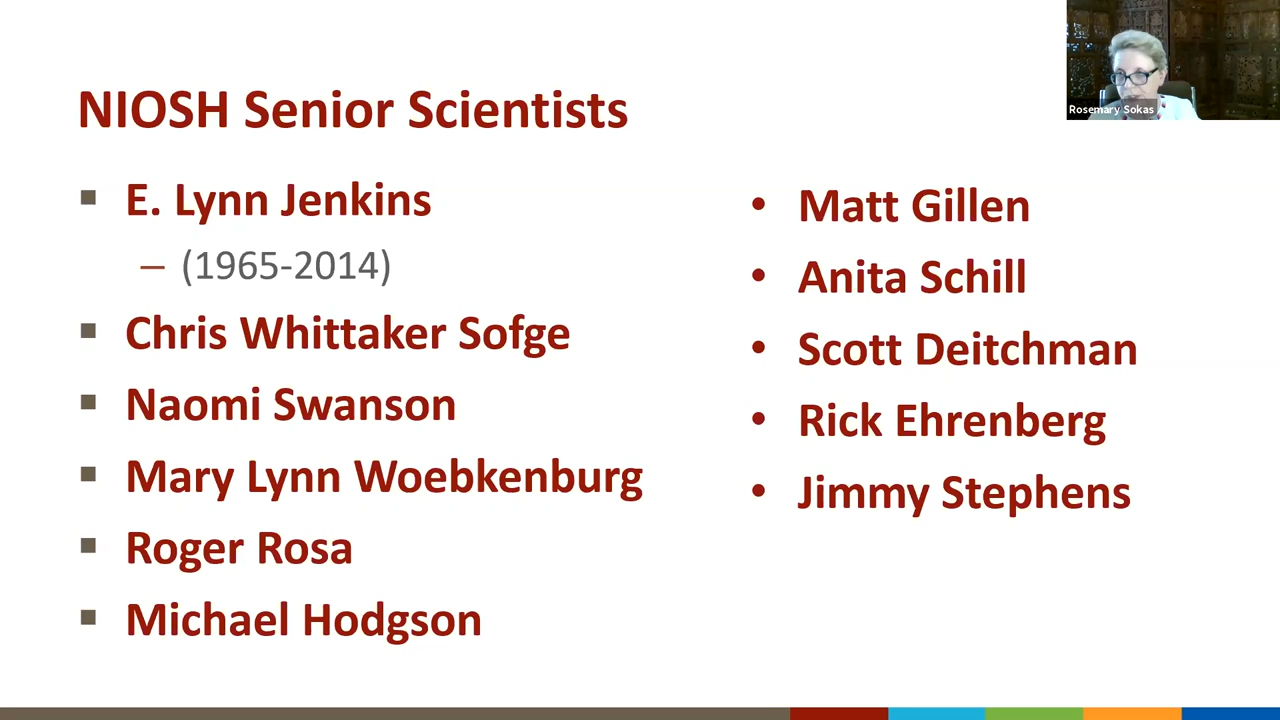 NIOSH Senior Scientists
E. Lynn Jenkins
– (1965-2014)
Chris Whittaker Sofge
Naomi Swanson
Mary Lynn Woebkenburg
Roger Rosa
Michael Hodgson
• Matt Gillen
• Anita Schill
• Scott Deitchman
• Rick Ehrenberg
• Jimmy Stephens
Rosemary Sokas